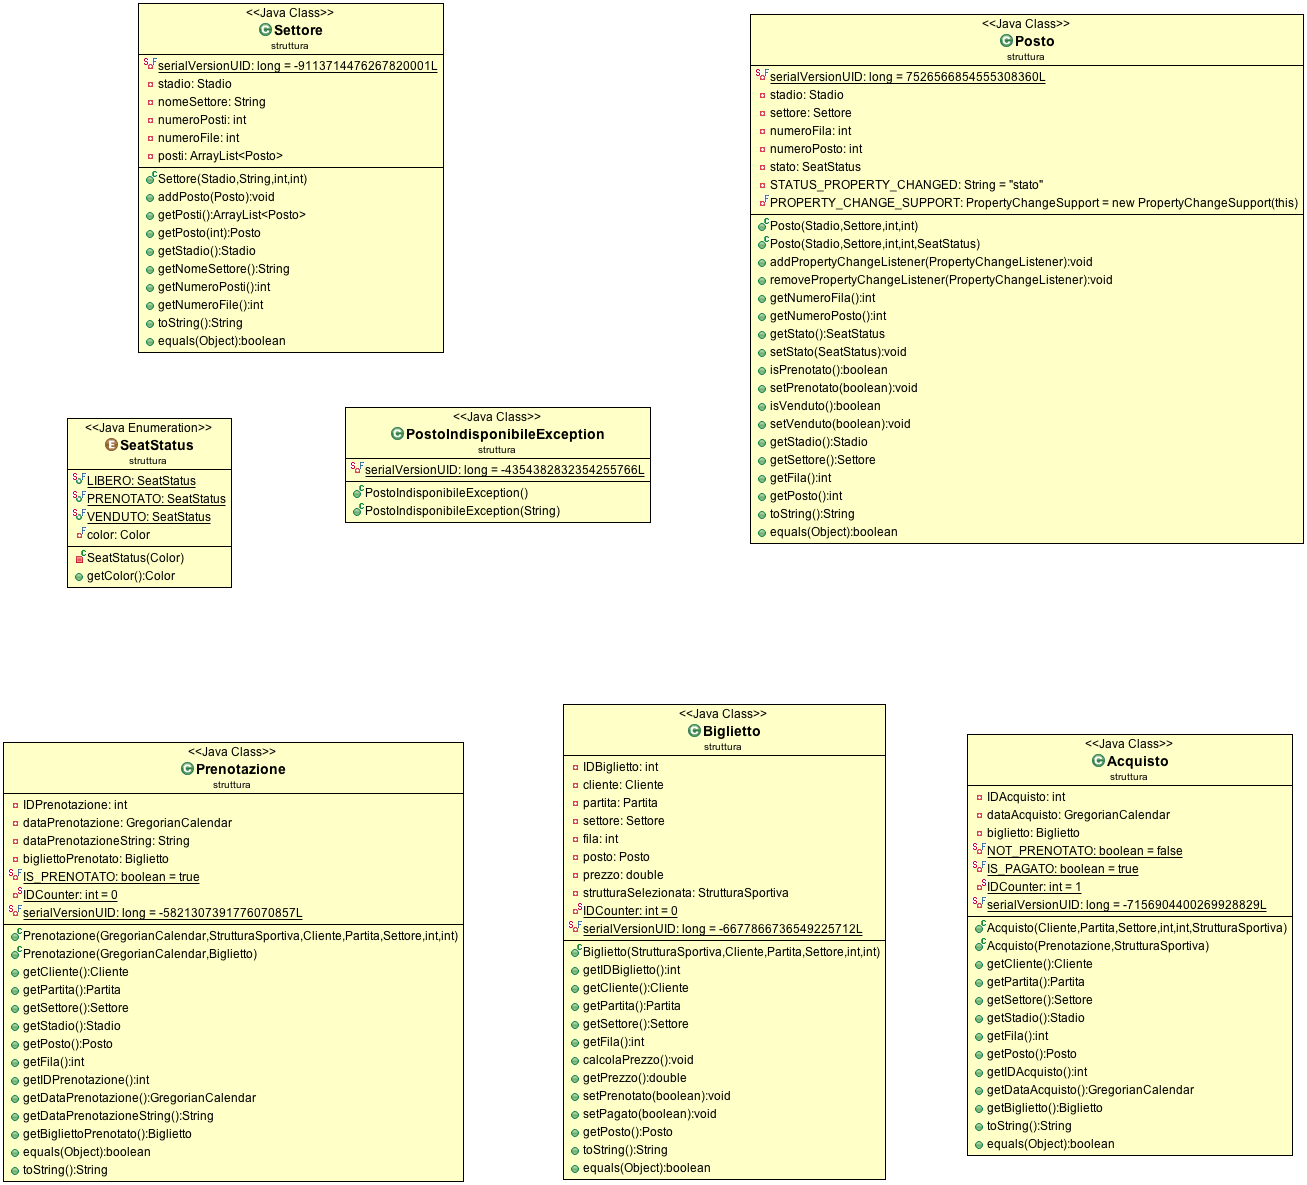 <<Java Class>>
Settore
struttura
serialVersionUID: long = -9113714476267820001L
stadio: Stadio
nomeSettore: String
numeroPosti: int
numeroFile: int
posti: ArrayList<Posto>
Settore(Stadio,String,int,int)
addPosto(Posto):void
getPosti():ArrayList<Posto>
getPosto(int):Posto
getStadio():Stadio
getNomeSettore():String
getNumeroPosti():int
getNumeroFile():int
toString():String
equals(Object):boolean
<<Java Class>>
Posto
struttura
serialVersionUID: long = 7526566854555308360L
stadio: Stadio
settore: Settore
numeroFila: int
numeroPosto: int
stato: SeatStatus
STATUS_PROPERTY_CHANGED: String = "stato"
PROPERTY_CHANGE_SUPPORT: PropertyChangeSupport = new PropertyChangeSupport(this)
Posto(Stadio,Settore,int,int)
Posto(Stadio,Settore,int,int,SeatStatus)
addPropertyChangeListener(PropertyChangeListener):void
removePropertyChangeListener(PropertyChangeListener):void
getNumeroFila():int
getNumeroPosto():int
getStato():SeatStatus
setStato(SeatStatus):void
isPrenotato():boolean
setPrenotato(boolean):void
isVenduto():boolean
setVenduto(boolean):void
getStadio():Stadio
getSettore():Settore
getFila():int
getPosto():int
toString():String
equals(Object):boolean
<<Java Enumeration>>
SeatStatus
struttura
LIBERO: SeatStatus
PRENOTATO: SeatStatus
VENDUTO: SeatStatus
color: Color
SeatStatus(Color)
getColor():Color
<<Java Class>>
PostoIndisponibileException
struttura
serialVersionUID: long = -4354382832354255766L
PostoIndisponibileException()
PostoIndisponibileException(String)
<<Java Class>>
Prenotazione
struttura
IDPrenotazione: int
dataPrenotazione: GregorianCalendar
dataPrenotazioneString: String
bigliettoPrenotato: Biglietto
IS_PRENOTATO: boolean = true
IDCounter: int = 0
serialVersionUID: long = -5821307391776070857L
Prenotazione(GregorianCalendar,StrutturaSportiva,Cliente,Partita,Settore,int,int)
Prenotazione(GregorianCalendar,Biglietto)
getCliente():Cliente
getPartita():Partita
getSettore():Settore
getStadio():Stadio
getPosto():Posto
getFila():int
getIDPrenotazione():int
getDataPrenotazione():GregorianCalendar
getDataPrenotazioneString():String
getBigliettoPrenotato():Biglietto
equals(Object):boolean
toString():String
<<Java Class>>
Biglietto
struttura
IDBiglietto: int
cliente: Cliente
partita: Partita
settore: Settore
fila: int
posto: Posto
prezzo: double
strutturaSelezionata: StrutturaSportiva
IDCounter: int = 0
serialVersionUID: long = -6677866736549225712L
Biglietto(StrutturaSportiva,Cliente,Partita,Settore,int,int)
getIDBiglietto():int
getCliente():Cliente
getPartita():Partita
getSettore():Settore
getFila():int
calcolaPrezzo():void
getPrezzo():double
setPrenotato(boolean):void
setPagato(boolean):void
getPosto():Posto
toString():String
equals(Object):boolean
<<Java Class>>
Acquisto
struttura
IDAcquisto: int
dataAcquisto: GregorianCalendar
biglietto: Biglietto
NOT_PRENOTATO: boolean = false
IS_PAGATO: boolean = true
IDCounter: int = 1
serialVersionUID: long = -7156904400269928829L
Acquisto(Cliente,Partita,Settore,int,int,StrutturaSportiva)
Acquisto(Prenotazione,StrutturaSportiva)
getCliente():Cliente
getPartita():Partita
getSettore():Settore
getStadio():Stadio
getFila():int
getPosto():Posto
getIDAcquisto():int
getDataAcquisto():GregorianCalendar
getBiglietto():Biglietto
toString():String
equals(Object):boolean